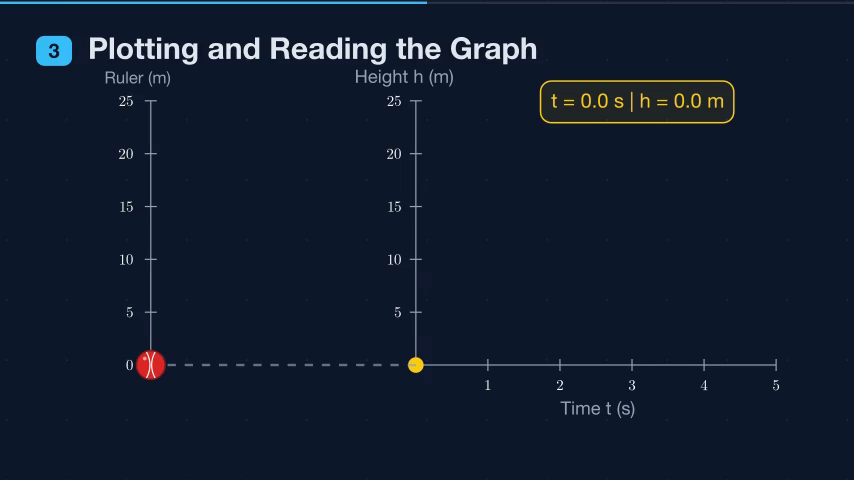 3 Plotting and Reading the Graph
Ruler (m)
Height h (m)
t = 0.0 s | h = 0.0 m
25
20
15
10
5
0
25
20
15
10
5
1 2 3 4 5
Time t (s)